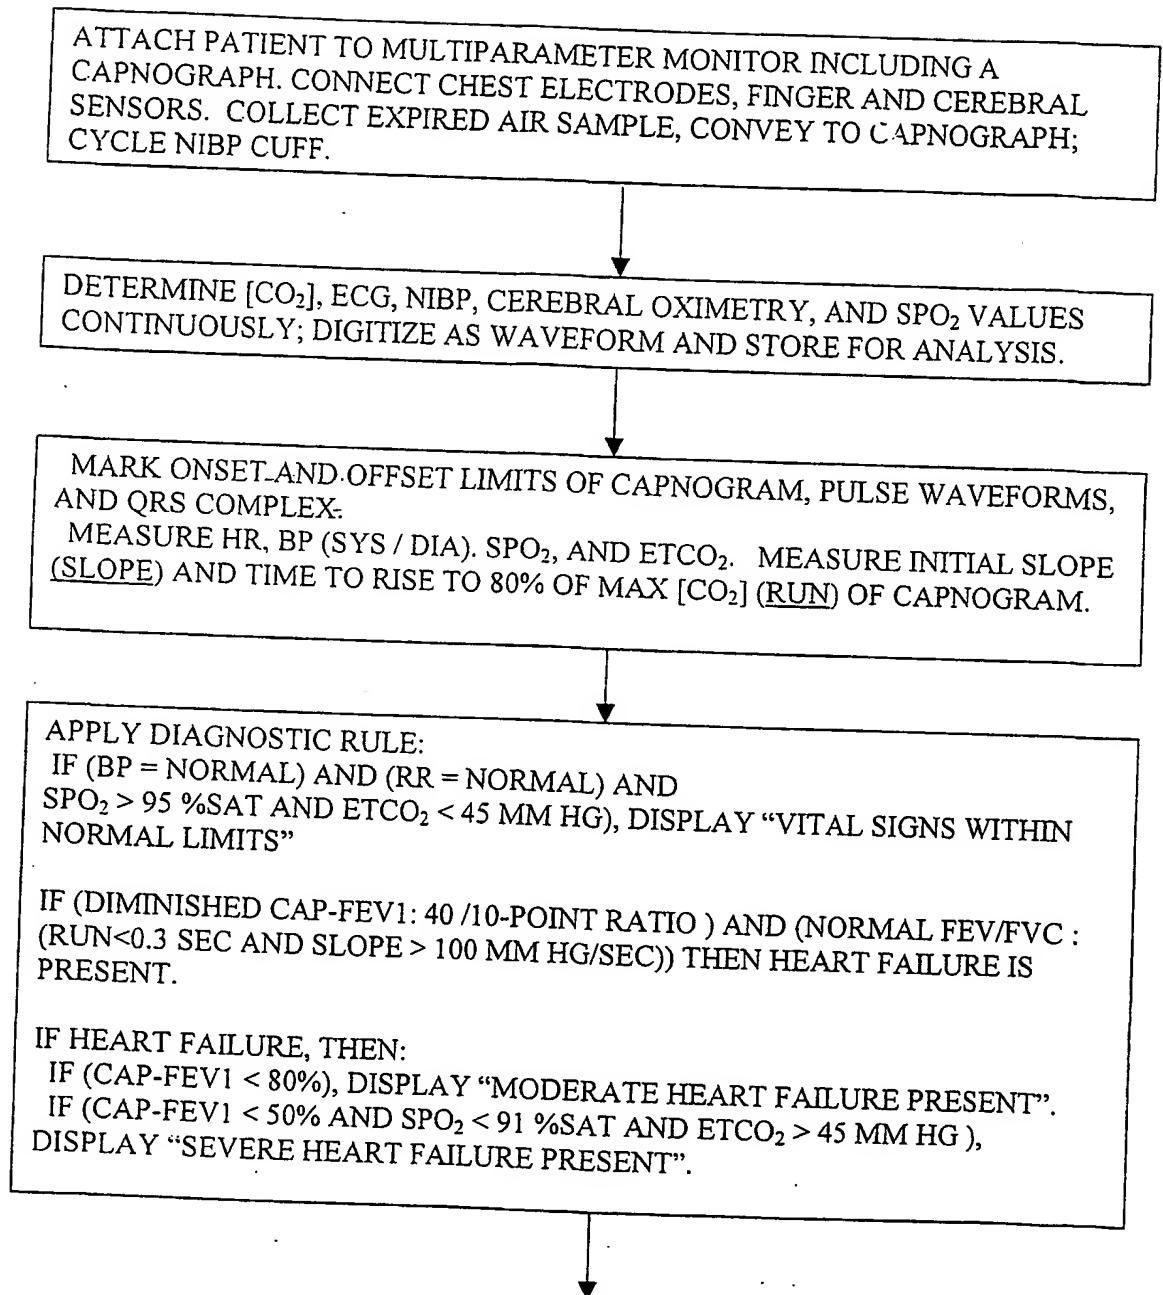 ATTACH PATIENT TO MULTIPARAMETER MONITOR INCLUDING A
CAPNOGRAPH. CONNECT CHEST ELECTRODES, FINGER AND CEREBRAL
SENSORS. COLLECT EXPIRED AIR SAMPLE, CONVEY TO CAPNOGRAPH;
CYCLE NIBP CUFF.
DETERMINE [CO₂], ECG, NIBP, CEREBRAL OXIMETRY, AND SPO₂ VALUES
CONTINUOUSLY; DIGITIZE AS WAVEFORM AND STORE FOR ANALYSIS.
MARK ONSET AND OFFSET LIMITS OF CAPNOGRAM, PULSE WAVEFORMS,
AND QRS COMPLEX.
MEASURE HR, BP (SYS / DIA). SPO₂, AND ETCO₂. MEASURE INITIAL SLOPE
(SLOPE) AND TIME TO RISE TO 80% OF MAX [CO₂] (RUN) OF CAPNOGRAM.
APPLY DIAGNOSTIC RULE:
IF (BP = NORMAL) AND (RR = NORMAL) AND
SPO₂ > 95 %SAT AND ETCO₂ < 45 MM HG), DISPLAY “VITAL SIGNS WITHIN
NORMAL LIMITS”
IF (DIMINISHED CAP-FEV1: 40 /10-POINT RATIO ) AND (NORMAL FEV/FVC :
(RUN<0.3 SEC AND SLOPE > 100 MM HG/SEC)) THEN HEART FAILURE IS
PRESENT.
IF HEART FAILURE, THEN:
IF (CAP-FEV1 < 80%), DISPLAY “MODERATE HEART FAILURE PRESENT”.
IF (CAP-FEV1 < 50% AND SPO₂ < 91 %SAT AND ETCO₂ > 45 MM HG ),
DISPLAY “SEVERE HEART FAILURE PRESENT”.